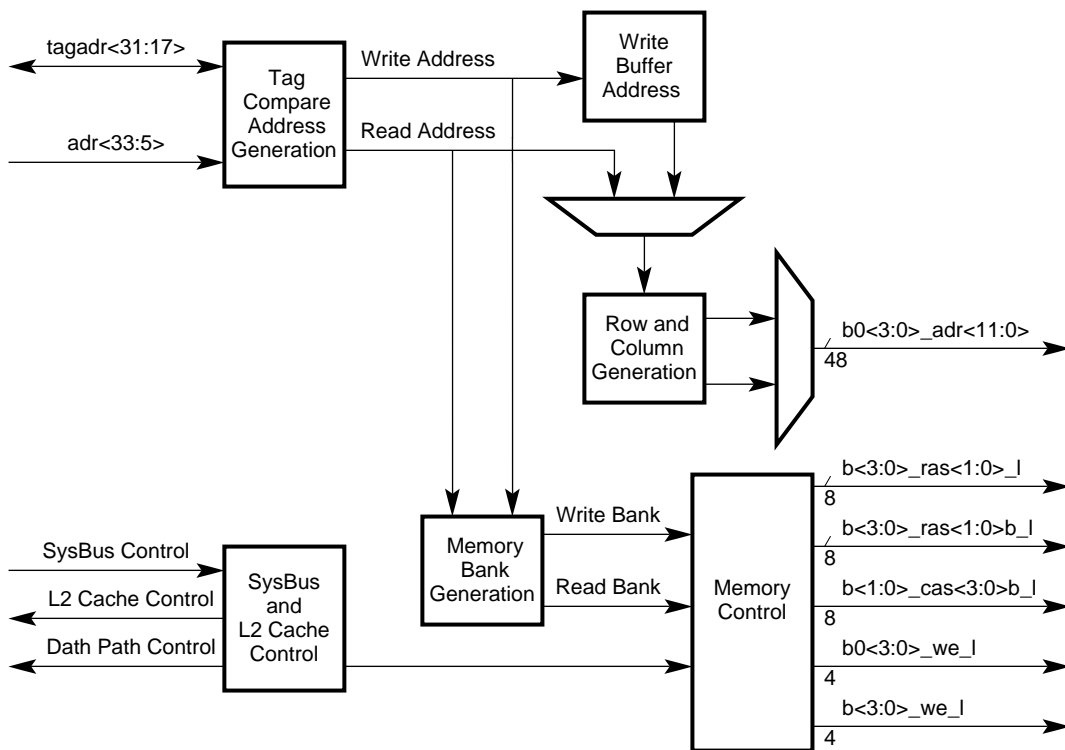 tagadr<31:17>
adr<33:5>
Tag
Compare
Address
Generation
Write Address
Read Address
Write
Buffer
Address
Row and
Column
Generation
b0<3:0>_adr<11:0>
48
SysBus Control
L2 Cache Control
Dath Path Control
SysBus
and
L2 Cache
Control
Memory
Bank
Generation
Write Bank
Read Bank
Memory
Control
b<3:0>_ras<1:0>_l
8
b<3:0>_ras<1:0>b_l
8
b<1:0>_cas<3:0>b_l
8
b0<3:0>_we_l
4
b<3:0>_we_l
4